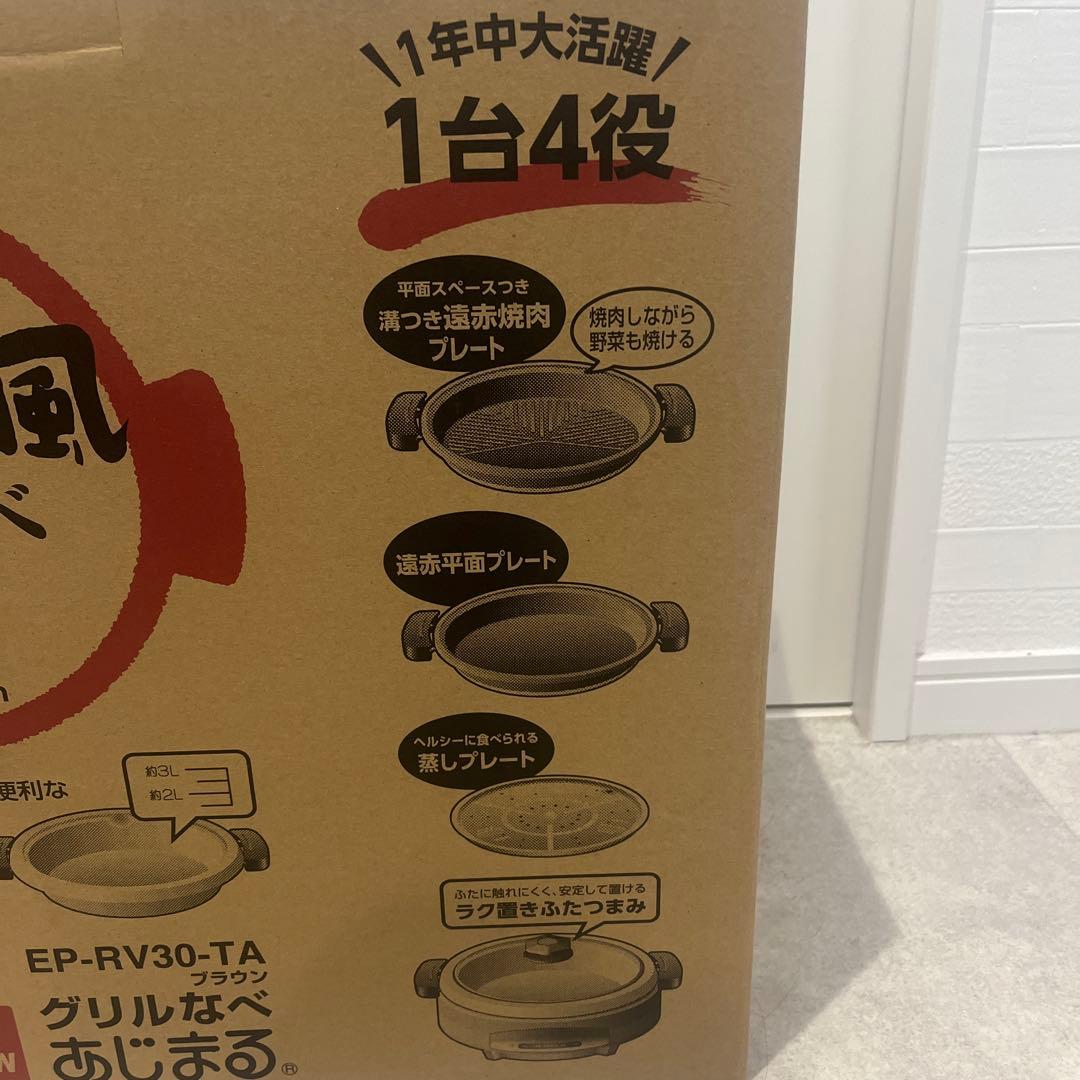 1年中大活躍
1台4役
平面スペースつき
溝つき遠赤焼肉
プレート
焼肉しながら
野菜も焼ける
風
べ
遠赤平面プレート
ヘルシーに食べられる
蒸しプレート
便利な
約3L
約2L
ふたに触れにくく、安定して置ける
ラク置きふたつまみ
EP-RV30-TA
ブラウン
グリルなべ
あじまる®